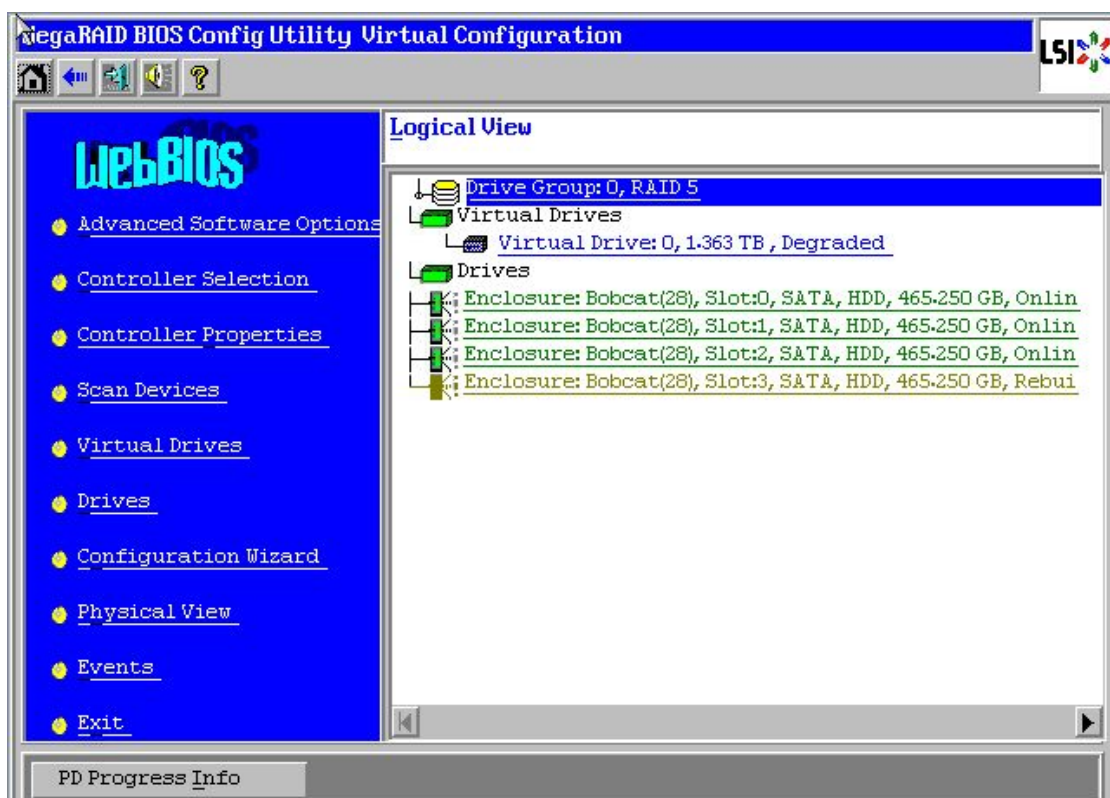 MegaRAID BIOS Config Utility Virtual Configuration
LSI
?
WebBIOS
Advanced Software Options
Controller Selection
Controller Properties
Scan Devices
Virtual Drives
Drives
Configuration Wizard
Physical View
Events
Exit
Logical View
Drive Group: 0, RAID 5
Virtual Drives
Virtual Drive: 0, 1.363 TB, Degraded
Drives
Enclosure: Bobcat(28), Slot:0, SATA, HDD, 465.250 GB, Onlin
Enclosure: Bobcat(28), Slot:1, SATA, HDD, 465.250 GB, Onlin
Enclosure: Bobcat(28), Slot:2, SATA, HDD, 465.250 GB, Onlin
Enclosure: Bobcat(28), Slot:3, SATA, HDD, 465.250 GB, Rebui
PD Progress Info